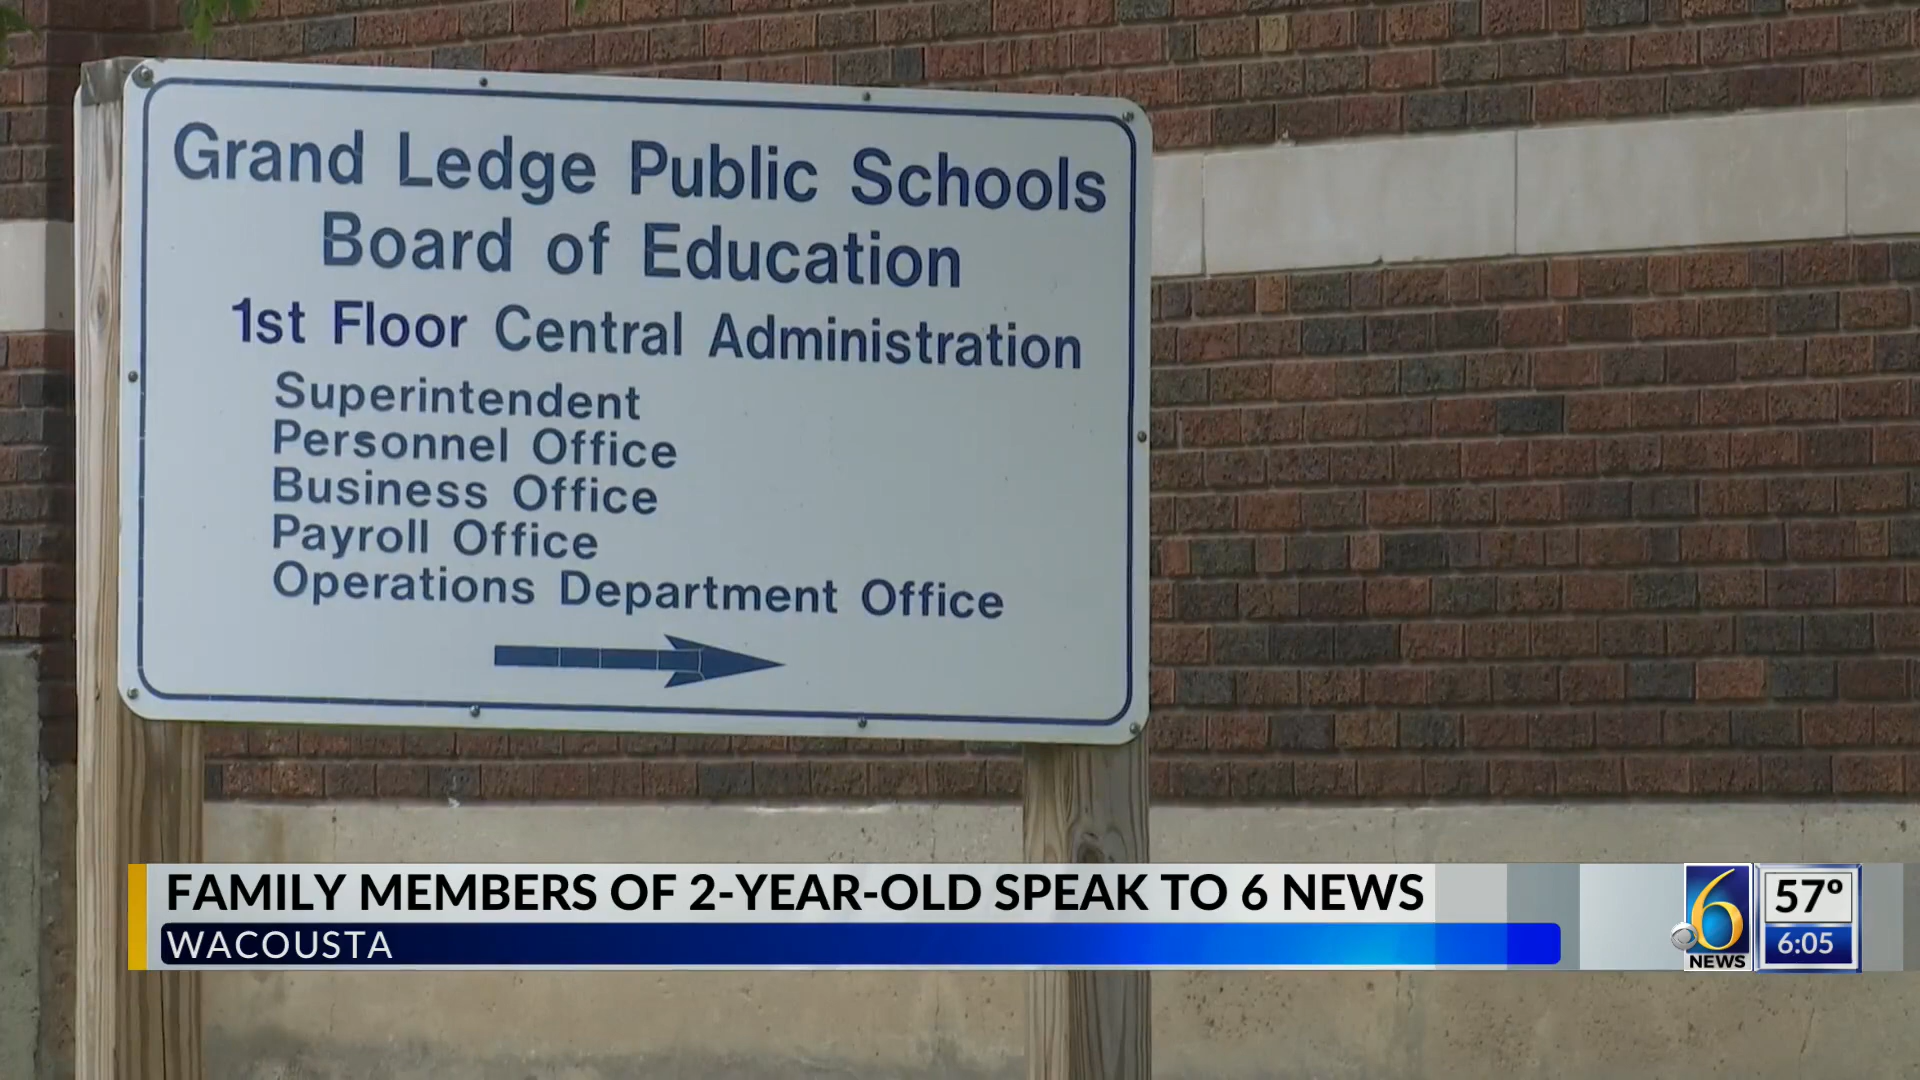 Grand Ledge Public Schools
Board of Education
1st Floor Central Administration
Superintendent
Personnel Office
Business Office
Payroll Office
Operations Department Office
FAMILY MEMBERS OF 2-YEAR-OLD SPEAK TO 6 NEWS
WACOUSTA
6
NEWS
57°
6:05